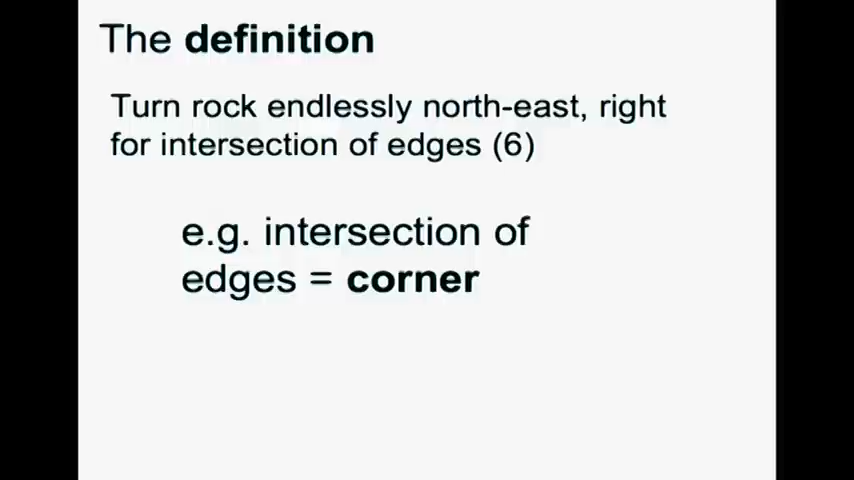 The definition
Turn rock endlessly north-east, right
for intersection of edges (6)
e.g. intersection of
edges = corner